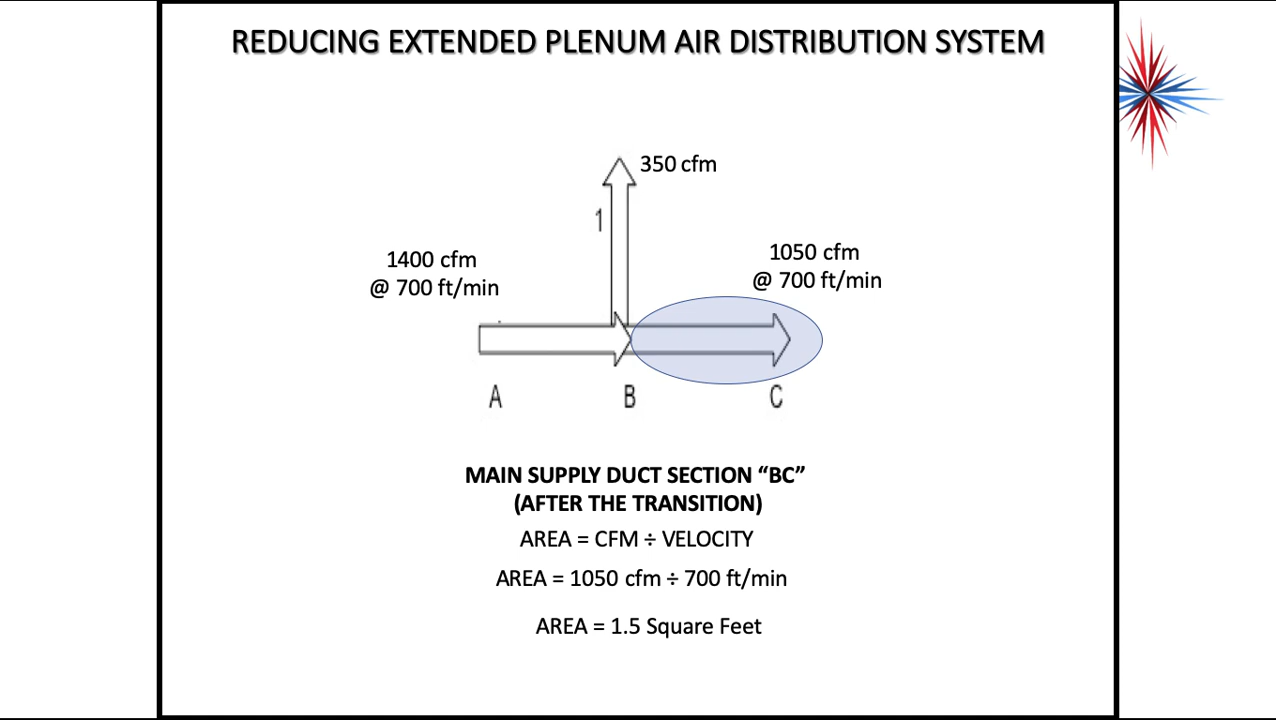 REDUCING EXTENDED PLENUM AIR DISTRIBUTION SYSTEM
350 cfm
1
1400 cfm
@ 700 ft/min
1050 cfm
@ 700 ft/min
A
B
C
MAIN SUPPLY DUCT SECTION “BC”
(AFTER THE TRANSITION)
AREA = CFM ÷ VELOCITY
AREA = 1050 cfm ÷ 700 ft/min
AREA = 1.5 Square Feet